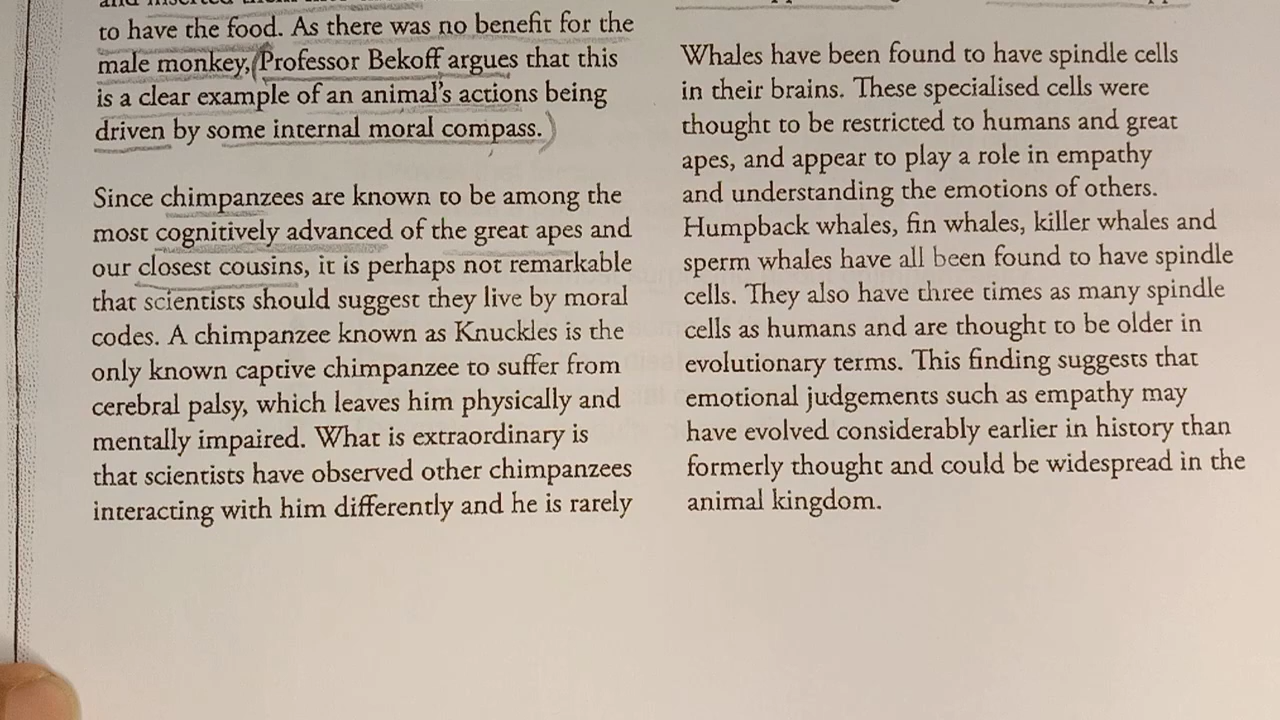 to have the food. As there was no benefit for the
male monkey, Professor Bekoff argues that this
is a clear example of an animal's actions being
driven by some internal moral compass.
Since chimpanzees are known to be among the
most cognitively advanced of the great apes and
our closest cousins, it is perhaps not remarkable
that scientists should suggest they live by moral
codes. A chimpanzee known as Knuckles is the
only known captive chimpanzee to suffer from
cerebral palsy, which leaves him physically and
mentally impaired. What is extraordinary is
that scientists have observed other chimpanzees
interacting with him differently and he is rarely
Whales have been found to have spindle cells
in their brains. These specialised cells were
thought to be restricted to humans and great
apes, and appear to play a role in empathy
and understanding the emotions of others.
Humpback whales, fin whales, killer whales and
sperm whales have all been found to have spindle
cells. They also have three times as many spindle
cells as humans and are thought to be older in
evolutionary terms. This finding suggests that
emotional judgements such as empathy may
have evolved considerably earlier in history than
formerly thought and could be widespread in the
animal kingdom.